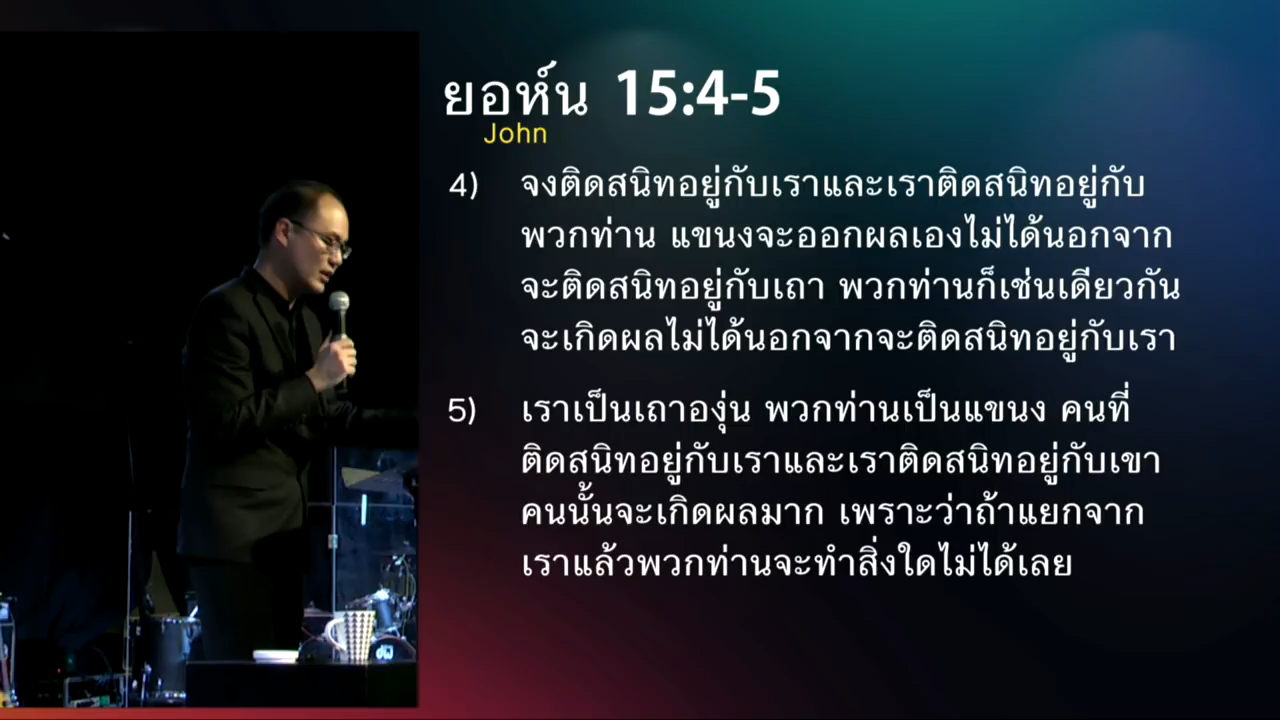 ยอห์น 15:4-5
John
4) จงติดสนิทอยู่กับเราและเราติดสนิทอยู่กับ
พวกท่าน แขนงจะออกผลเองไม่ได้นอกจาก
จะติดสนิทอยู่กับเถา พวกท่านก็เช่นเดียวกัน
จะเกิดผลไม่ได้นอกจากจะติดสนิทอยู่กับเรา
5) เราเป็นเถาองุ่น พวกท่านเป็นแขนง คนที่
ติดสนิทอยู่กับเราและเราติดสนิทอยู่กับเขา
คนนั้นจะเกิดผลมาก เพราะว่าถ้าแยกจาก
เราแล้วพวกท่านจะทำสิ่งใดไม่ได้เลย
dw